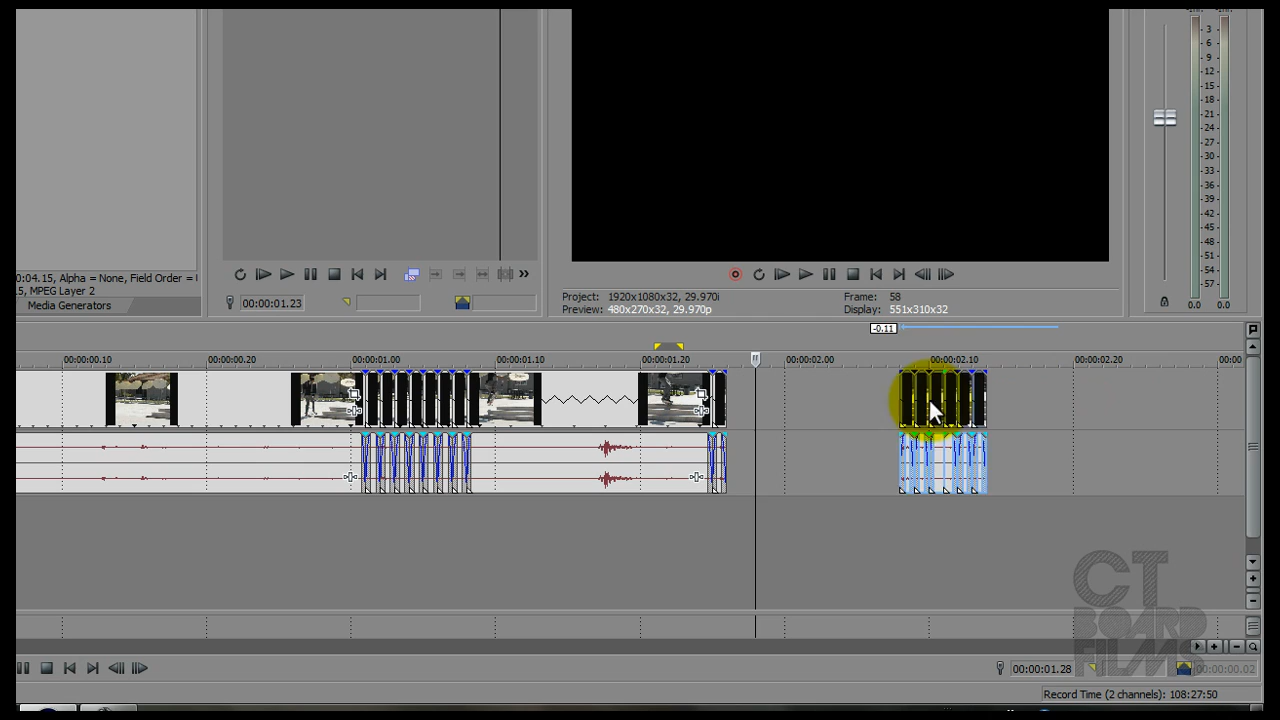 -Inf. -Inf.
3
6
9
12
15
18
21
24
27
30
33
36
39
42
45
48
51
54
57
0.0 0.0
0:04.15, Alpha = None, Field Order =
5, MPEG Layer 2
Media Generators
00:00:01.23
Project: 1920x1080x32, 29.970i
Preview: 480x270x32, 29.970p
Frame: 58
Display: 551x310x32
-0.11
00:00:00.10 00:00:00.20 00:00:01.00 00:00:01.10 00:00:01.20 00:00:02.00 00:00:02.10 00:00:02.20 00:00
CT
BOARD
FILMS
00:00:01.28 00:00:00.02
Record Time (2 channels): 108:27:50